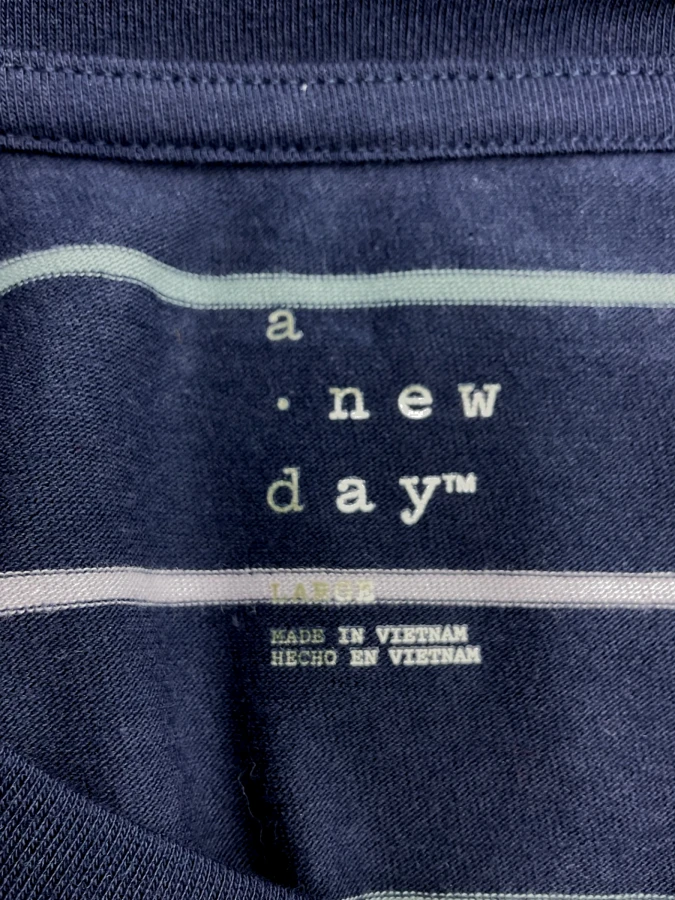 a
· new
day™
LARGE
MADE IN VIETNAM
HECHO EN VIETNAM